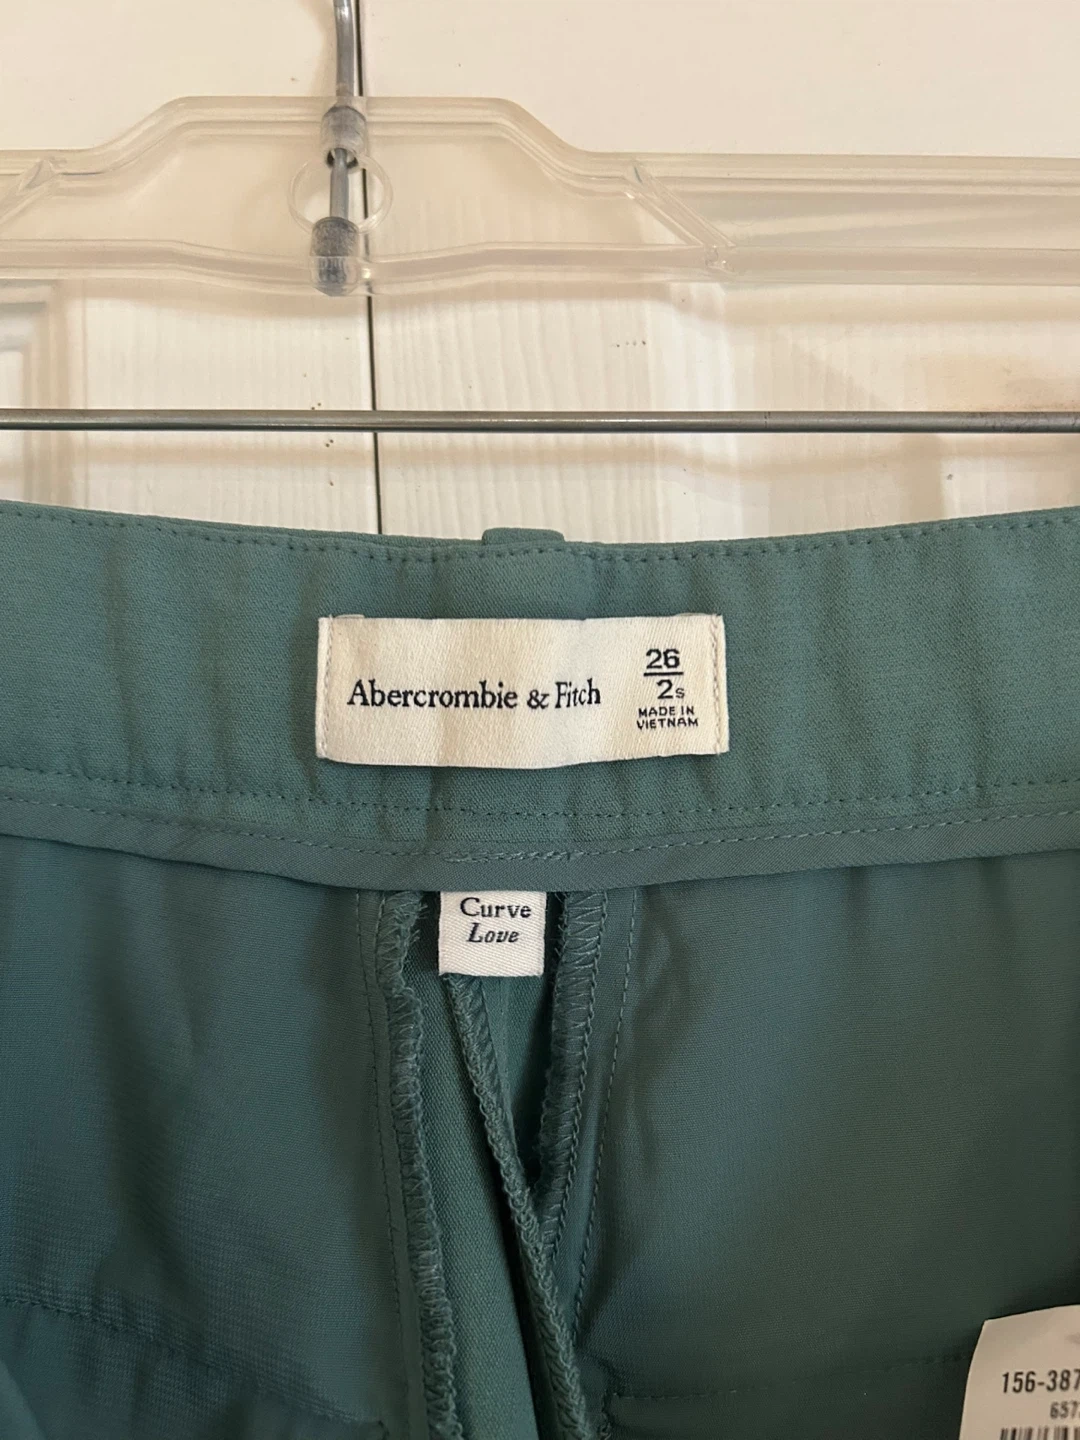 Abercrombie & Fitch
26
2s
MADE IN
VIETNAM
Curve
Love
156-387
657